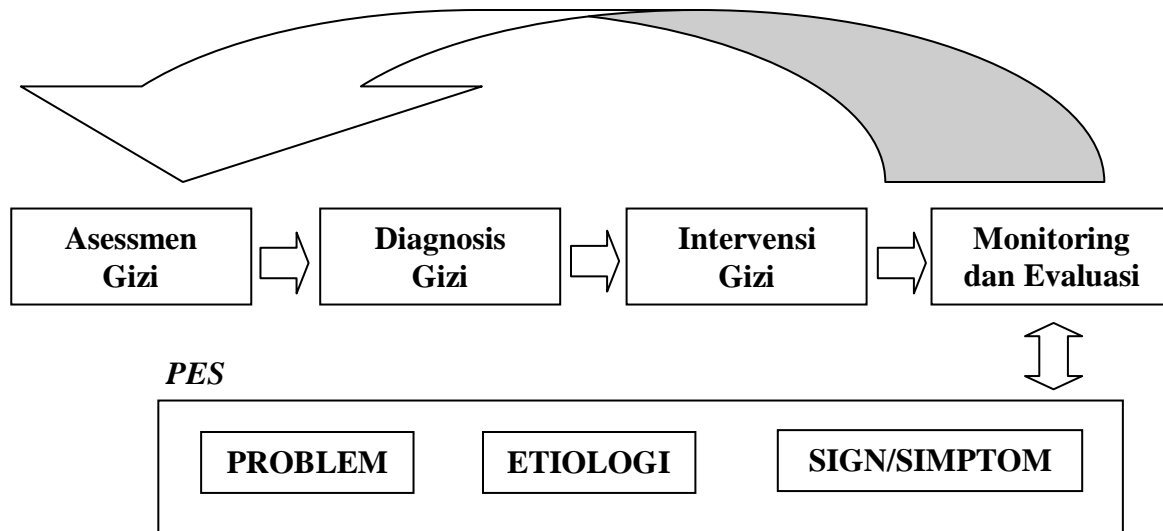 Asessmen
Gizi
Diagnosis
Gizi
Intervensi
Gizi
Monitoring
dan Evaluasi
PES
PROBLEM
ETIOLOGI
SIGN/SIMPTOM